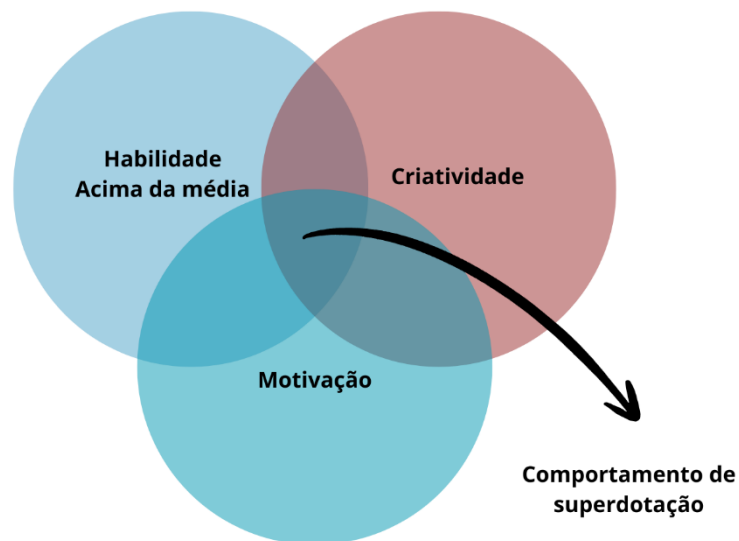 Habilidade
Acima da média
Criatividade
Motivação
Comportamento de
superdotação